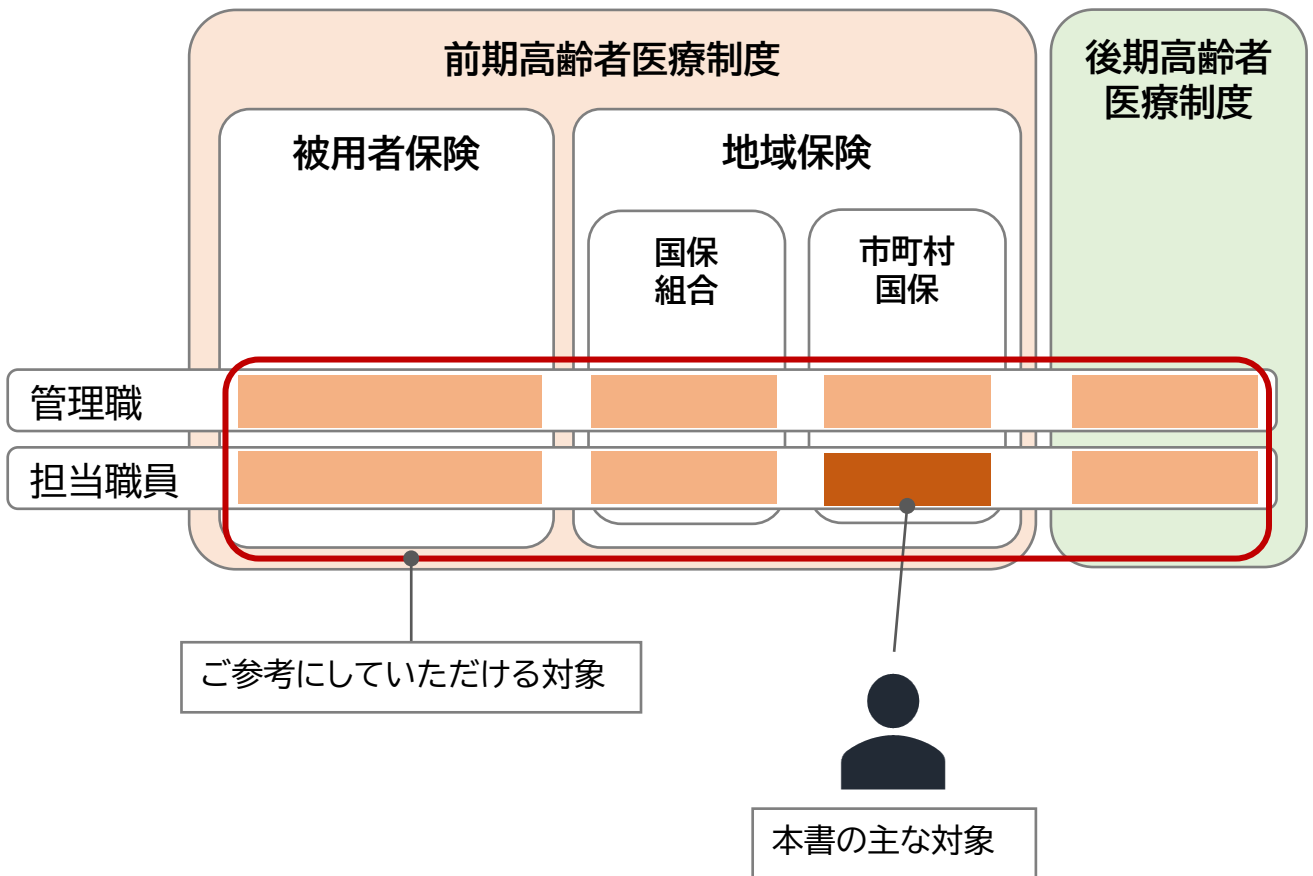 前期高齢者医療制度
後期高齢者
医療制度
被用者保険
地域保険
国保
組合
市町村
国保
管理職
担当職員
ご参考にしていただける対象
本書の主な対象